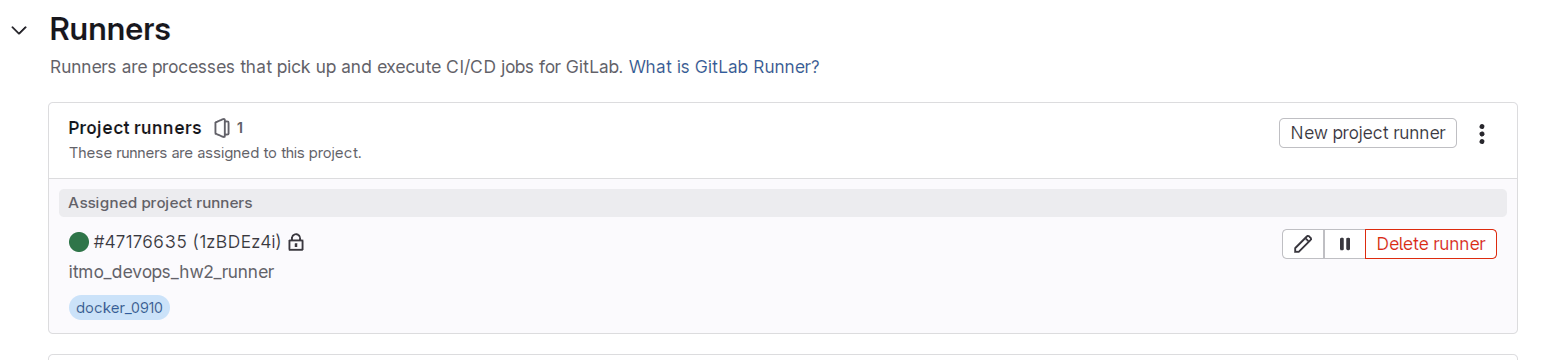 Runners
Runners are processes that pick up and execute CI/CD jobs for GitLab. What is GitLab Runner?
Project runners 1
New project runner
These runners are assigned to this project.
Assigned project runners
#47176635 (1zBDEz4i)
Delete runner
itmo_devops_hw2_runner
docker_0910